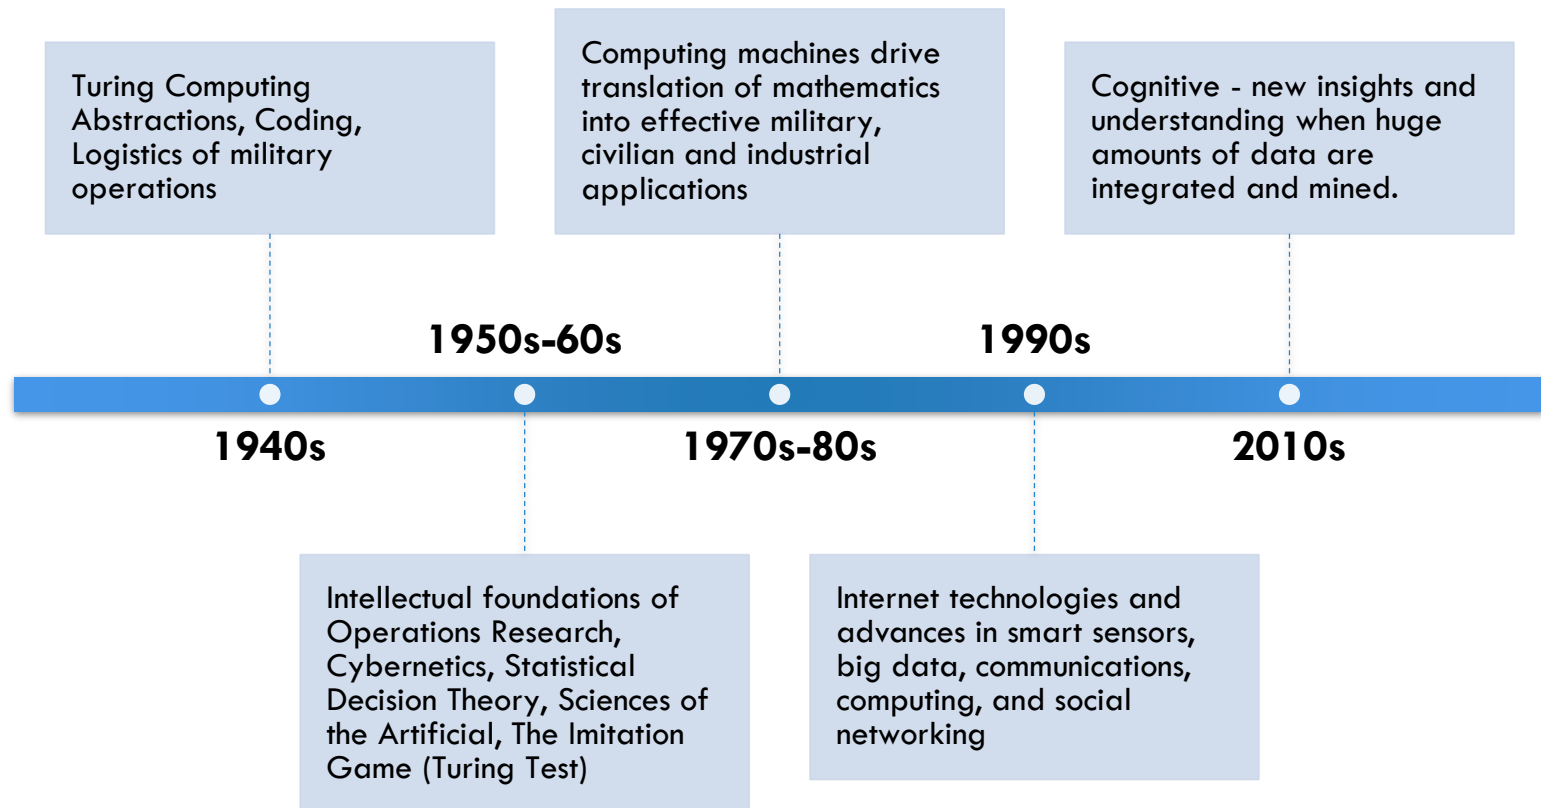 Turing Computing
Abstractions, Coding,
Logistics of military
operations
Computing machines drive
translation of mathematics
into effective military,
civilian and industrial
applications
Cognitive - new insights and
understanding when huge
amounts of data are
integrated and mined.
1950s-60s
1990s
1940s
1970s-80s
2010s
Intellectual foundations of
Operations Research,
Cybernetics, Statistical
Decision Theory, Sciences of
the Artificial, The Imitation
Game (Turing Test)
Internet technologies and
advances in smart sensors,
big data, communications,
computing, and social
networking